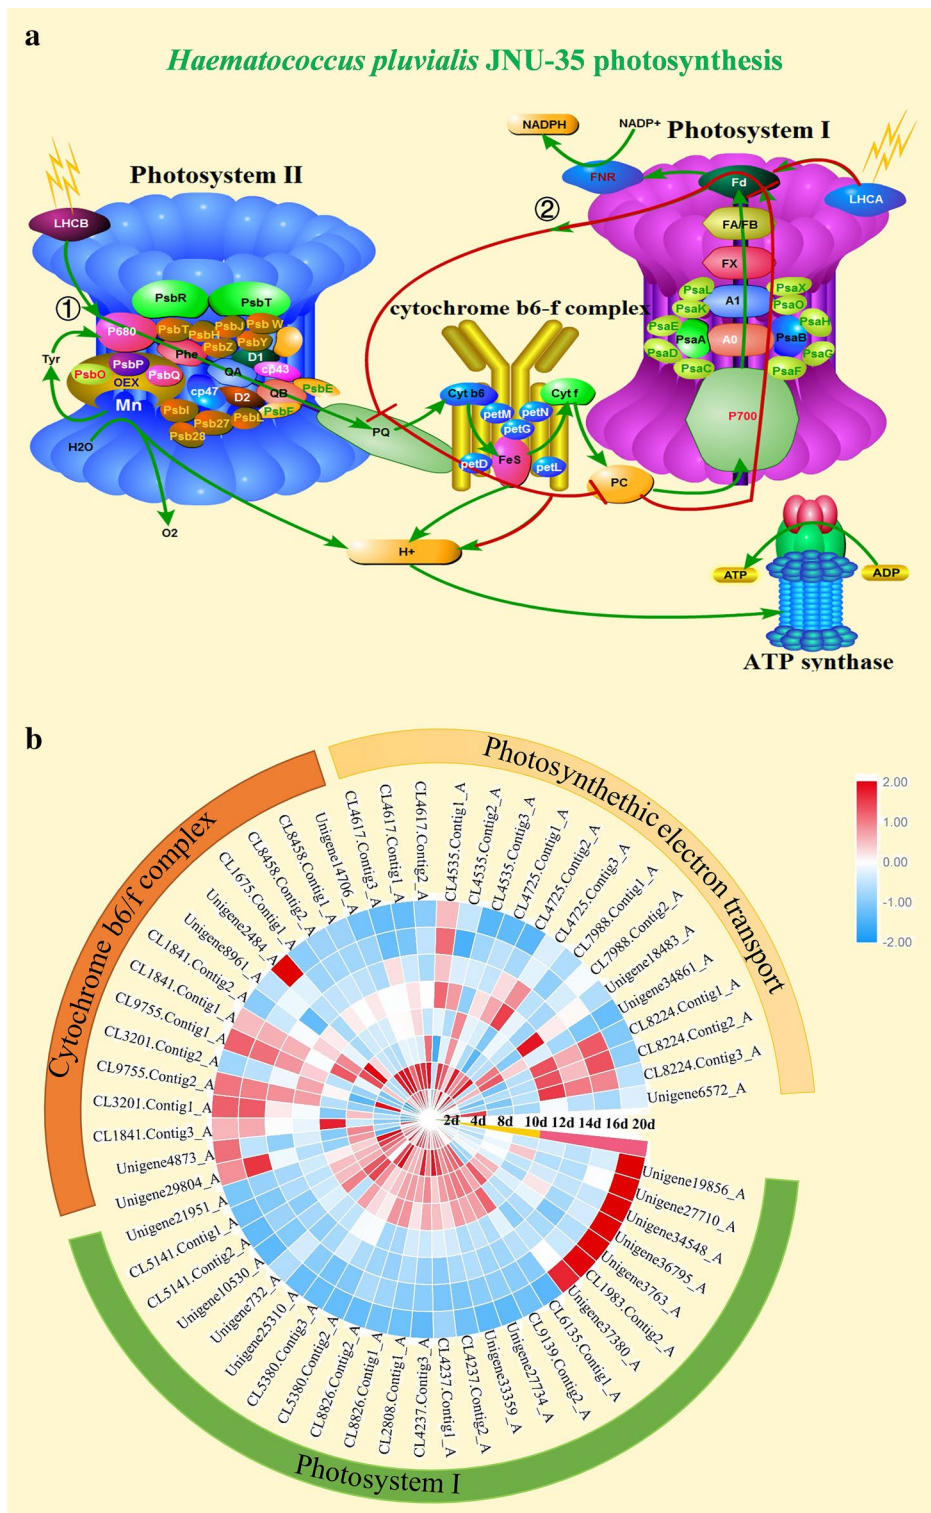 a
Haematococcus pluvialis JNU-35 photosynthesis
NADPH
NADP+
Photosystem I
Photosystem II
FNR
Fd
LHCA
LHCB
②
FA/FB
FX
PsbR
PsbT
①
PsaL
PsaX
PsaK
A1
PsaO
cytochrome b6-f complex
P680
PsbT
PsbH
PsbJ
Psb W
PsbZ
PsbY
PsaE
PsaH
PsaA
A0
PsaB
Tyr
Phe
D1
PsaD
PsaG
PsbO
PsbP
PsbQ
QA
cp43
PsaC
PsaF
OEX
cp47
D2
QB
PsbE
Cyt b6
Cyt f
Mn
PsbI
PsbL
PsbF
petM
petN
P700
Psb27
petG
Psb28
PQ
H2O
petD
FeS
petL
PC
O2
H+
ATP
ADP
ATP synthase
b
Photosynthethic electron transport
Cytochrome b6/f complex
Photosystem I
2.00
1.00
0.00
-1.00
-2.00
CL4535.Contig1_A
CL4535.Contig2_A
CL4535.Contig3_A
CL4725.Contig1_A
CL4725.Contig2_A
CL4725.Contig3_A
CL7988.Contig1_A
CL7988.Contig2_A
Unigene18483_A
Unigene34861_A
CL8224.Contig1_A
CL8224.Contig2_A
CL8224.Contig3_A
Unigene6572_A
2d 4d 8d 10d 12d 14d 16d 20d
Unigene19856_A
Unigene27710_A
Unigene34548_A
Unigene36795_A
Unigene3763_A
CL1983.Contig2_A
Unigene37380_A
CL6135.Contig1_A
CL9139.Contig2_A
Unigene27734_A
Unigene33359_A
CL4237.Contig2_A
CL4237.Contig1_A
CL4237.Contig3_A
CL2808.Contig1_A
CL8826.Contig1_A
CL8826.Contig2_A
CL5380.Contig2_A
CL5380.Contig3_A
Unigene25310_A
Unigene732_A
Unigene10530_A
CL5141.Contig2_A
CL5141.Contig1_A
Unigene21951_A
Unigene29804_A
Unigene4873_A
CL1841.Contig3_A
CL3201.Contig1_A
CL9755.Contig2_A
CL3201.Contig2_A
CL9755.Contig1_A
CL1841.Contig1_A
CL1841.Contig2_A
Unigene8961_A
Unigene2484_A
CL1675.Contig1_A
CL8458.Contig2_A
CL8458.Contig1_A
Unigene14706_A
CL4617.Contig3_A
CL4617.Contig1_A
CL4617.Contig2_A